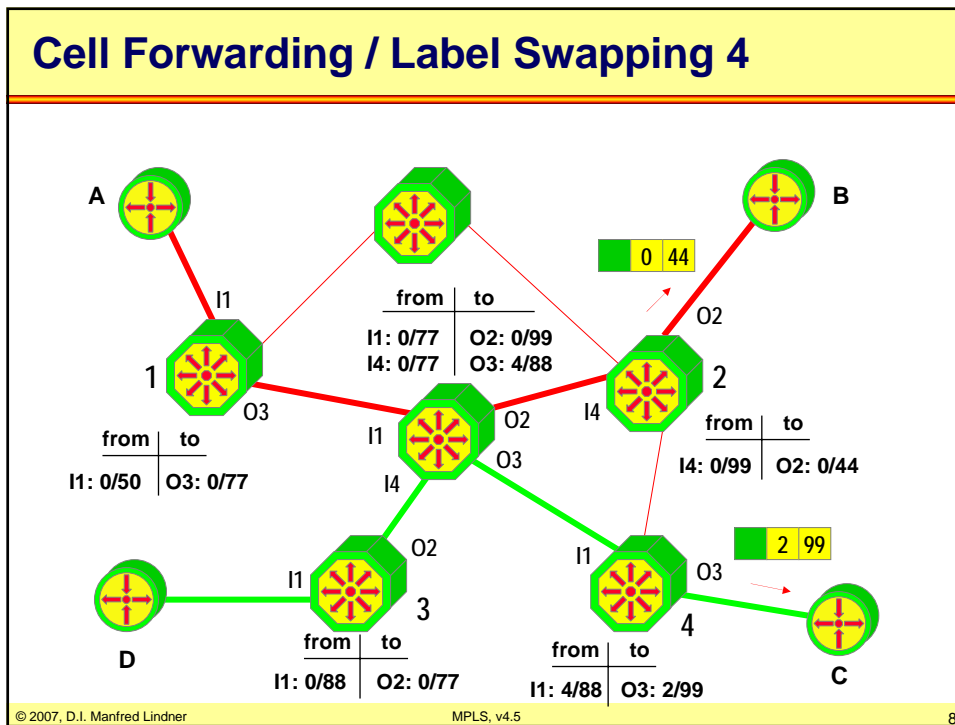 Cell Forwarding / Label Swapping 4
A
B
0 44
I1
O2
from to
I1: 0/77 O2: 0/99
I4: 0/77 O3: 4/88
1
2
O3
I1
O2
I4
O3
I4
from to
I1: 0/50 O3: 0/77
from to
I4: 0/99 O2: 0/44
2 99
O2
I1
I1
O3
3
4
D
C
from to
I1: 0/88 O2: 0/77
from to
I1: 4/88 O3: 2/99
© 2007, D.I. Manfred Lindner
MPLS, v4.5
8